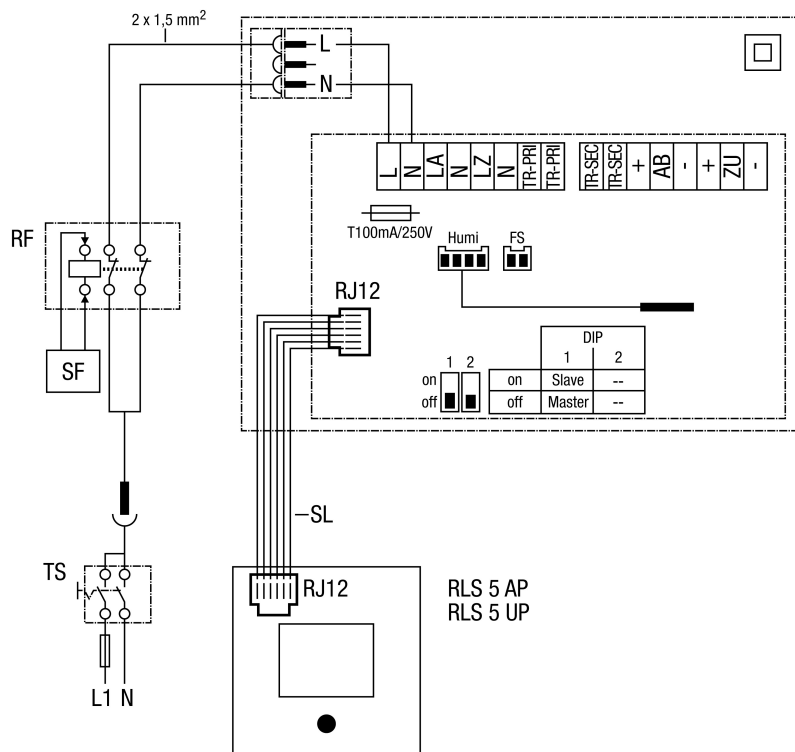 2 x 1,5 mm²
L
N
L
N
LA
N
LZ
N
TR-PRI
TR-PRI
TR-SEC
TR-SEC
+
AB
-
+
ZU
-
T100mA/250V
Humi
FS
RF
SF
RJ12
1 2
on
off
DIP
1 2
on Slave --
off Master --
SL
TS
RJ12
RLS 5 AP
RLS 5 UP
L1 N